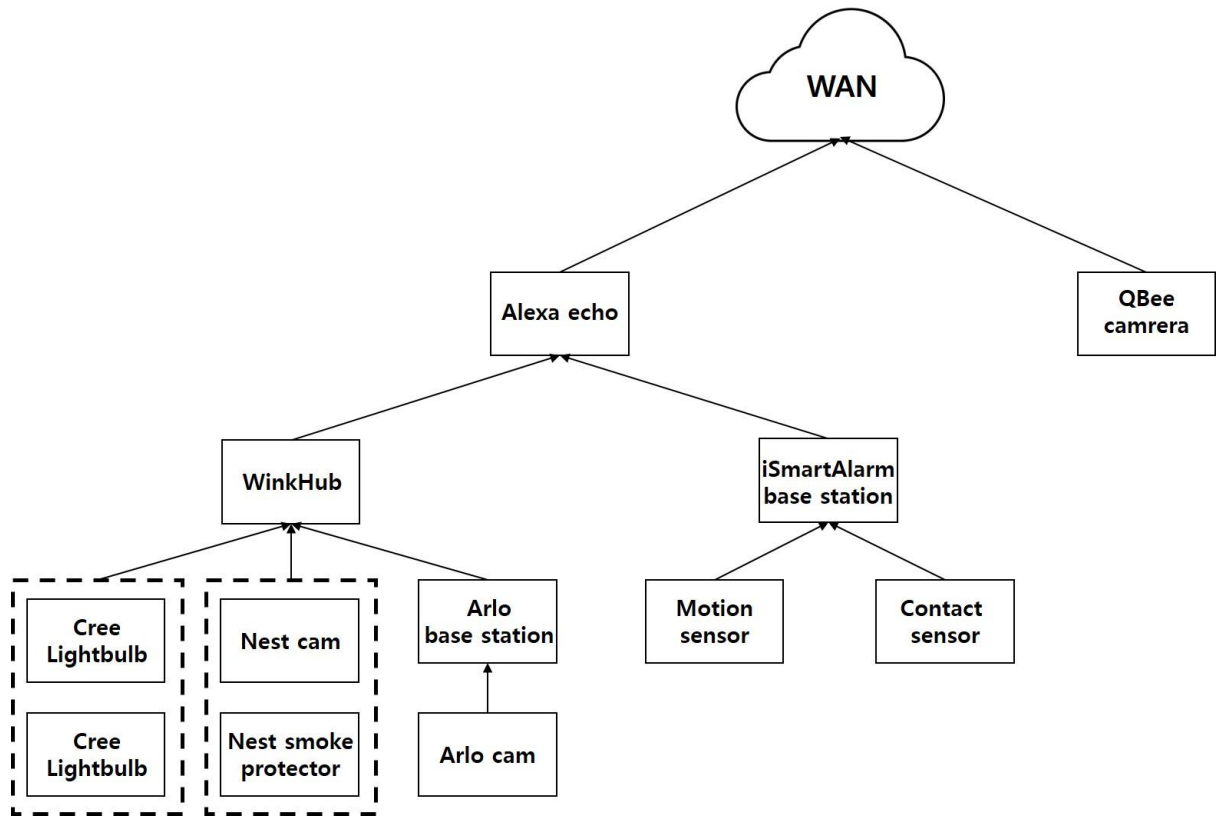 WAN
Alexa echo
QBee
camrera
WinkHub
iSmartAlarm
base station
Cree
Lightbulb
Nest cam
Arlo
base station
Motion
sensor
Contact
sensor
Cree
Lightbulb
Nest smoke
protector
Arlo cam